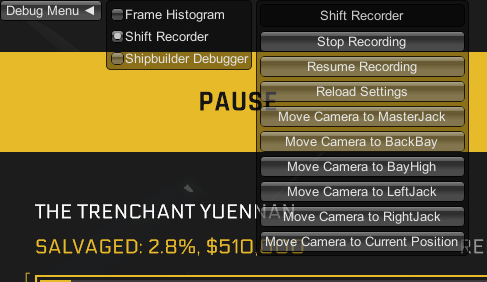 Debug Menu ◄
Frame Histogram
Shift Recorder
Shipbuilder Debugger
Shift Recorder
Stop Recording
Resume Recording
Reload Settings
Move Camera to MasterJack
Move Camera to BackBay
Move Camera to BayHigh
Move Camera to LeftJack
Move Camera to RightJack
Move Camera to Current Position
PAUSE
THE TRENCHANT YUENNAN
SALVAGED: 2.8%, $510,000
RE